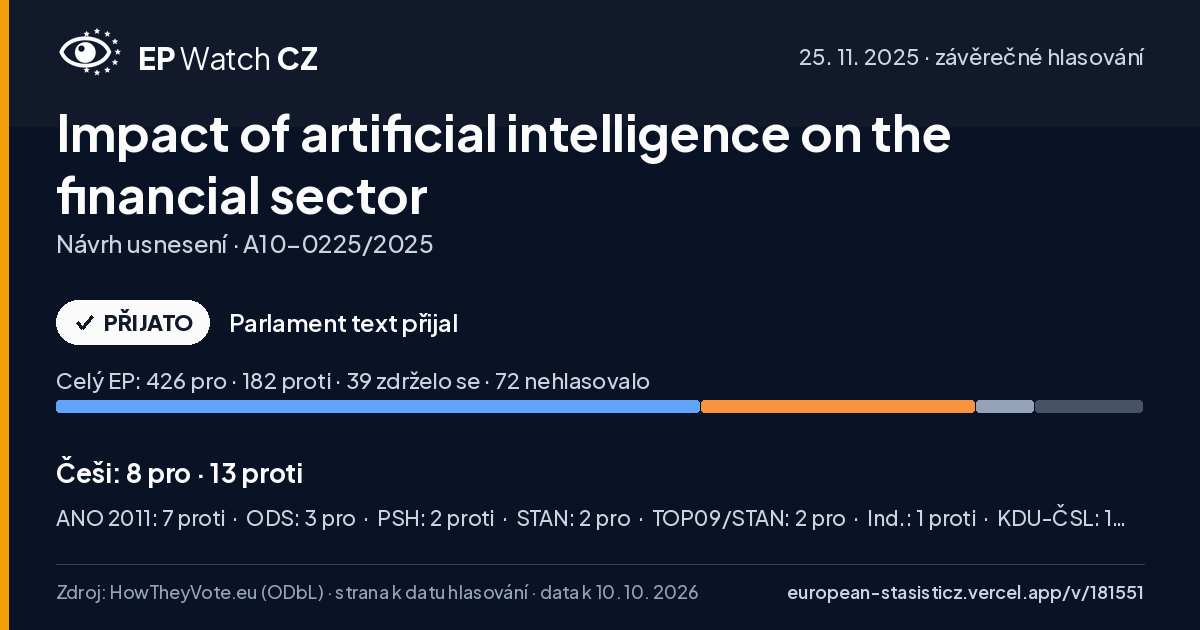 EP Watch CZ
25. 11. 2025 · závěrečné hlasování
Impact of artificial intelligence on the
financial sector
Návrh usnesení · A10-0225/2025
✓ PŘIJATO
Parlament text přijal
Celý EP: 426 pro · 182 proti · 39 zdrželo se · 72 nehlasovalo
Češi: 8 pro · 13 proti
ANO 2011: 7 proti · ODS: 3 pro · PSH: 2 proti · STAN: 2 pro · TOP09/STAN: 2 pro · Ind.: 1 proti · KDU-ČSL: 1…
Zdroj: HowTheyVote.eu (ODbL) · strana k datu hlasování · data k 10. 10. 2026
european-stasisticz.vercel.app/v/181551